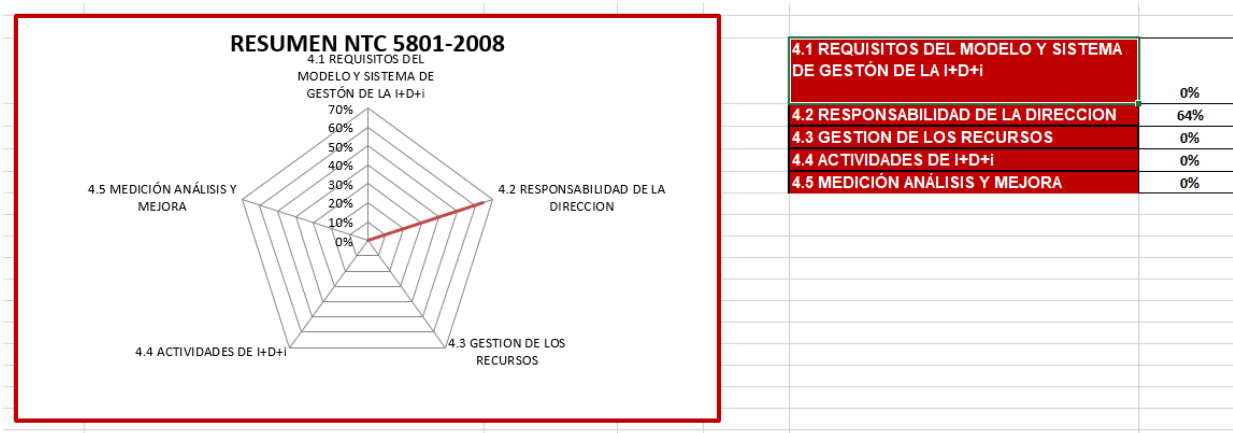 RESUMEN NTC 5801-2008
4.1 REQUISITOS DEL
MODELO Y SISTEMA DE
GESTÓN DE LA I+D+i
70%
60%
50%
40%
30%
20%
10%
0%
4.2 RESPONSABILIDAD DE LA
DIRECCION
4.3 GESTION DE LOS
RECURSOS
4.4 ACTIVIDADES DE I+D+i
4.5 MEDICIÓN ANÁLISIS Y
MEJORA
4.1 REQUISITOS DEL MODELO Y SISTEMA
DE GESTIÓN DE LA I+D+i
0%
4.2 RESPONSABILIDAD DE LA DIRECCION 64%
4.3 GESTION DE LOS RECURSOS 0%
4.4 ACTIVIDADES DE I+D+i 0%
4.5 MEDICIÓN ANÁLISIS Y MEJORA 0%